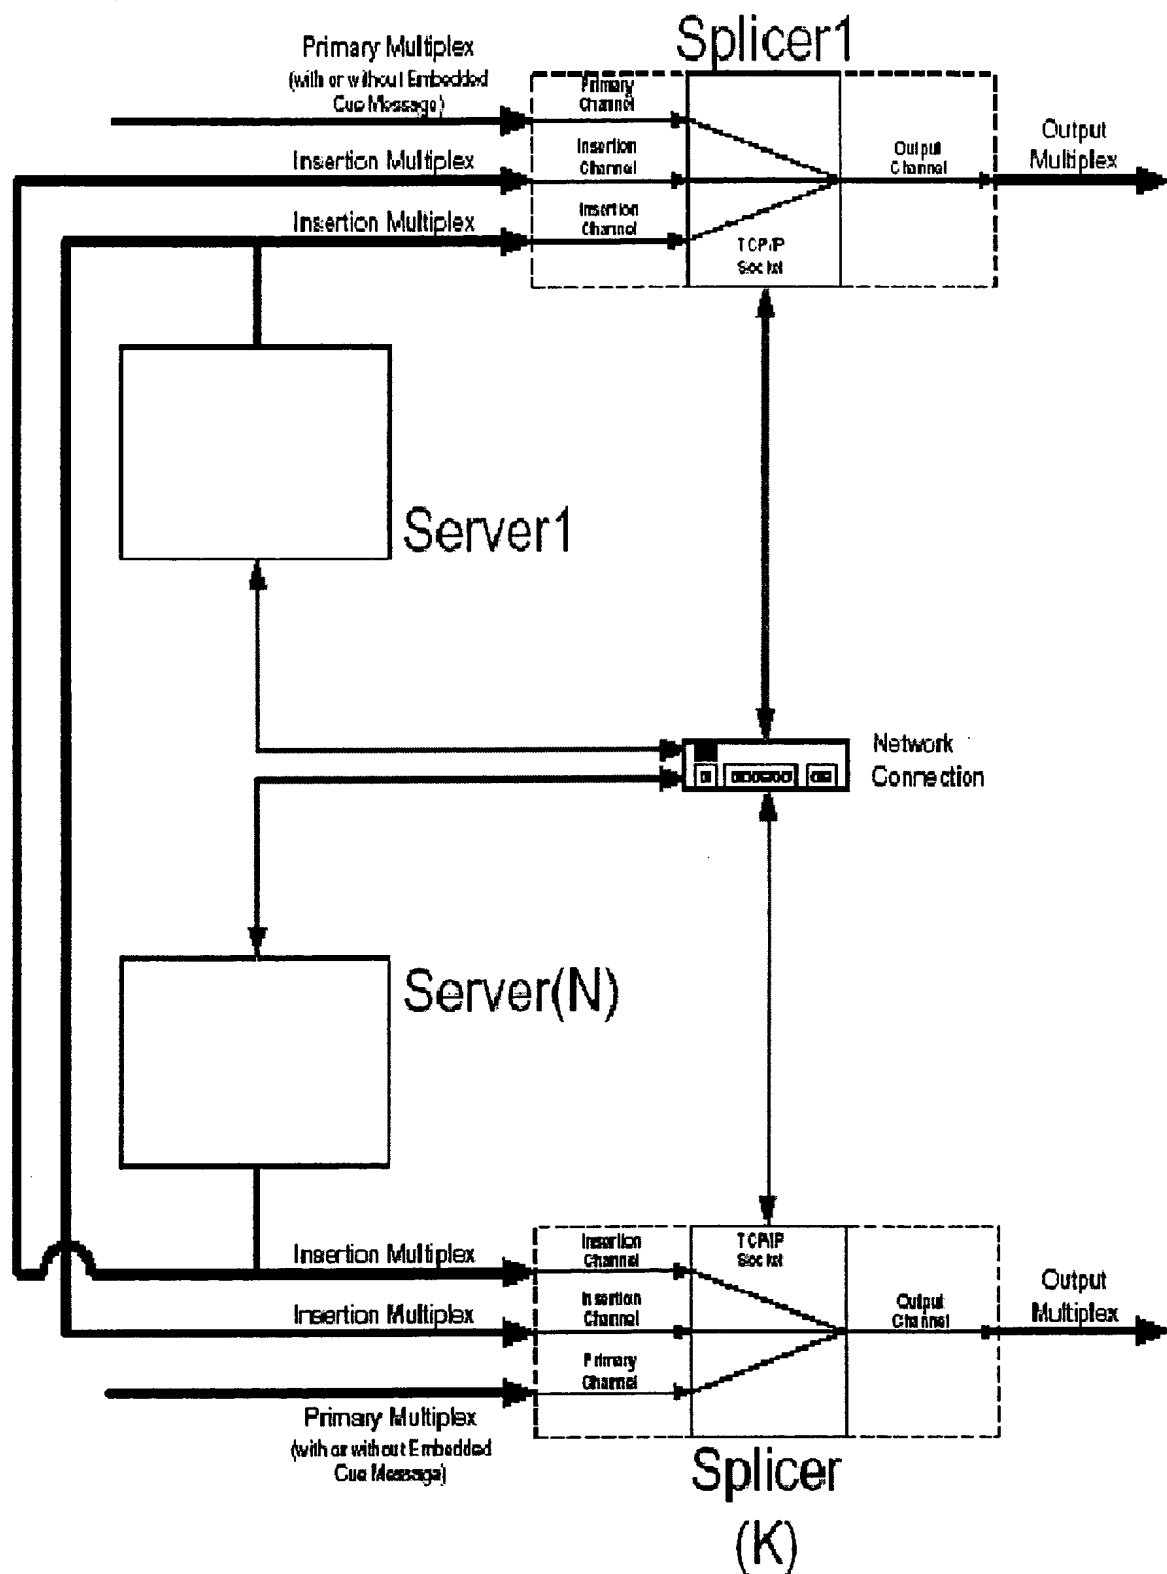 Splicer1
Primary Multiplex
(with or without Embedded
Cue Message)
Primary
Channel
Insertion Multiplex
Insertion
Channel
Insertion Multiplex
Insertion
Channel
Output
Channel
Output
Multiplex
TCP/IP
Socket
Server1
Network
Connection
Server(N)
Insertion Multiplex
Insertion
Channel
TCP/IP
Socket
Insertion Multiplex
Insertion
Channel
Output
Channel
Output
Multiplex
Primary
Channel
Primary Multiplex
(with or without Embedded
Cue Message)
Splicer
(K)